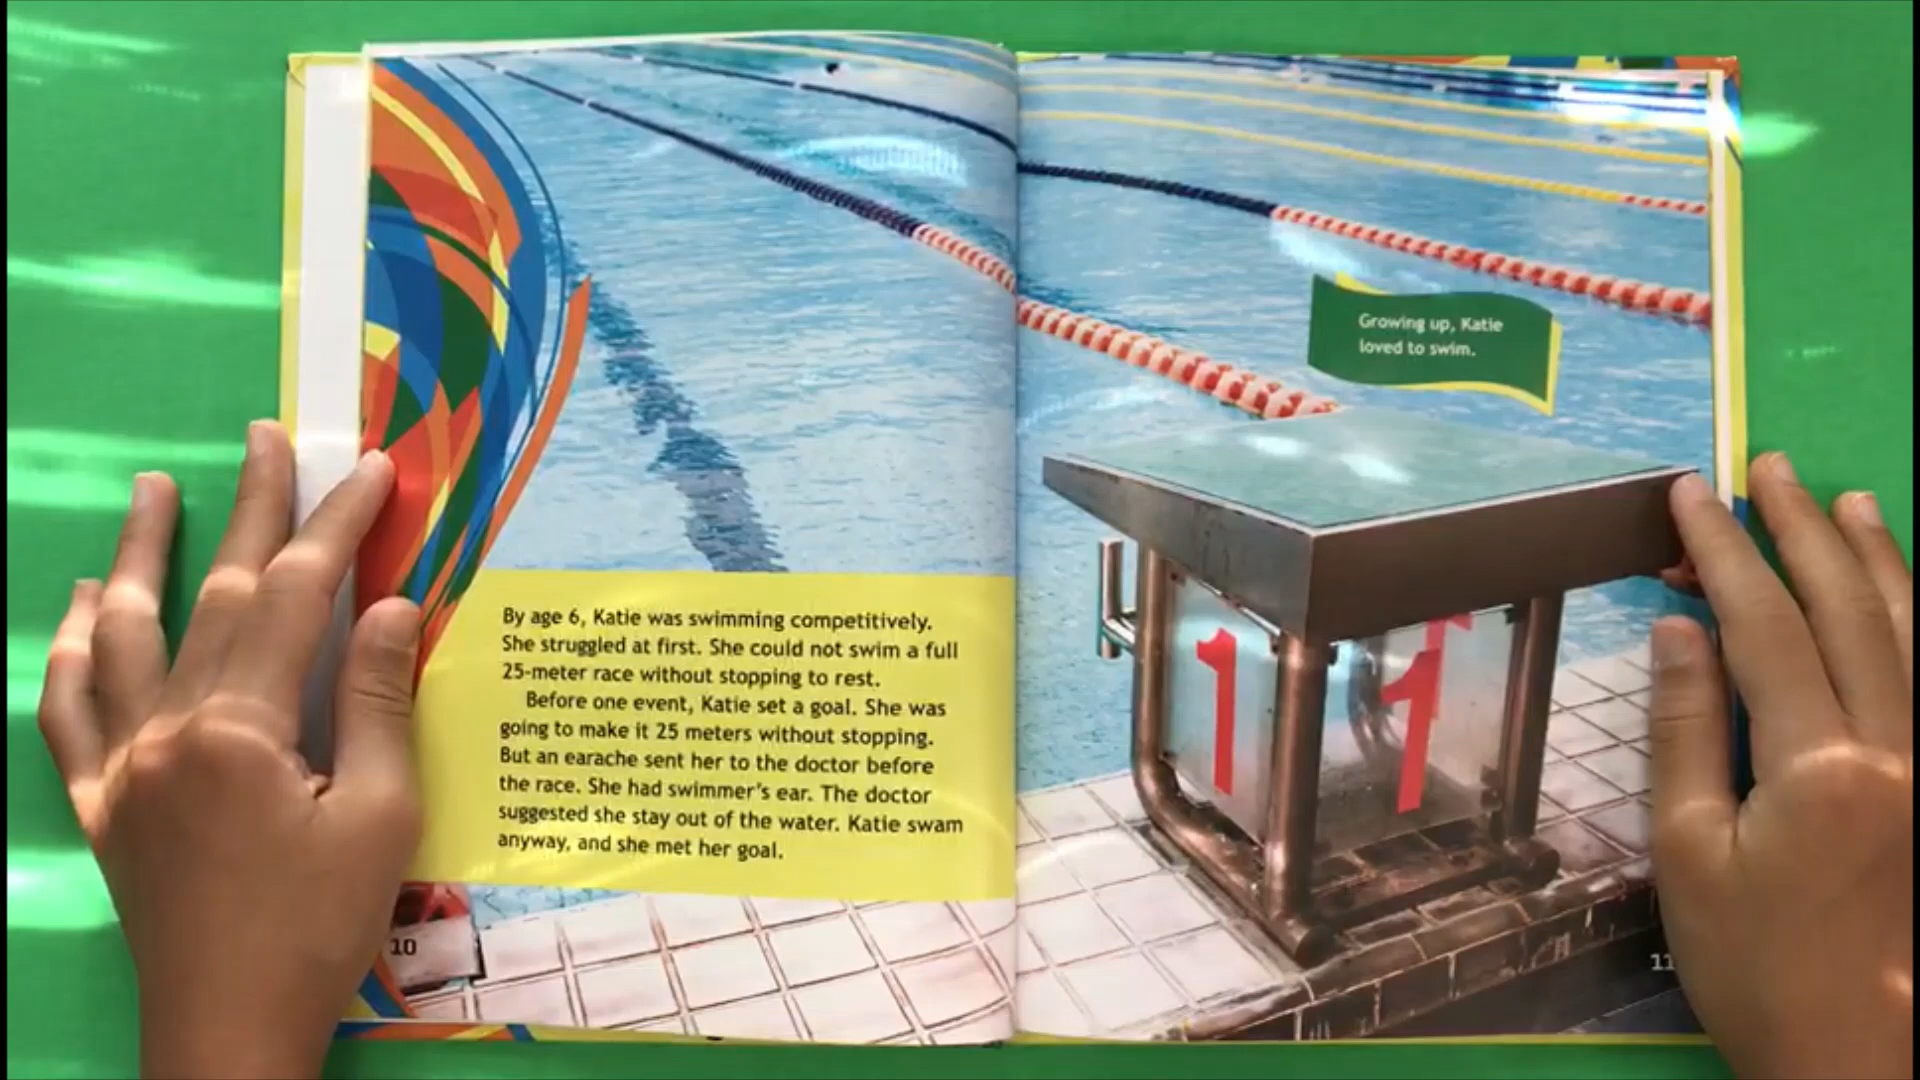 By age 6, Katie was swimming competitively.
She struggled at first. She could not swim a full
25-meter race without stopping to rest.
Before one event, Katie set a goal. She was
going to make it 25 meters without stopping.
But an earache sent her to the doctor before
the race. She had swimmer's ear. The doctor
suggested she stay out of the water. Katie swam
anyway, and she met her goal.
10
Growing up, Katie
loved to swim.
1
1
11